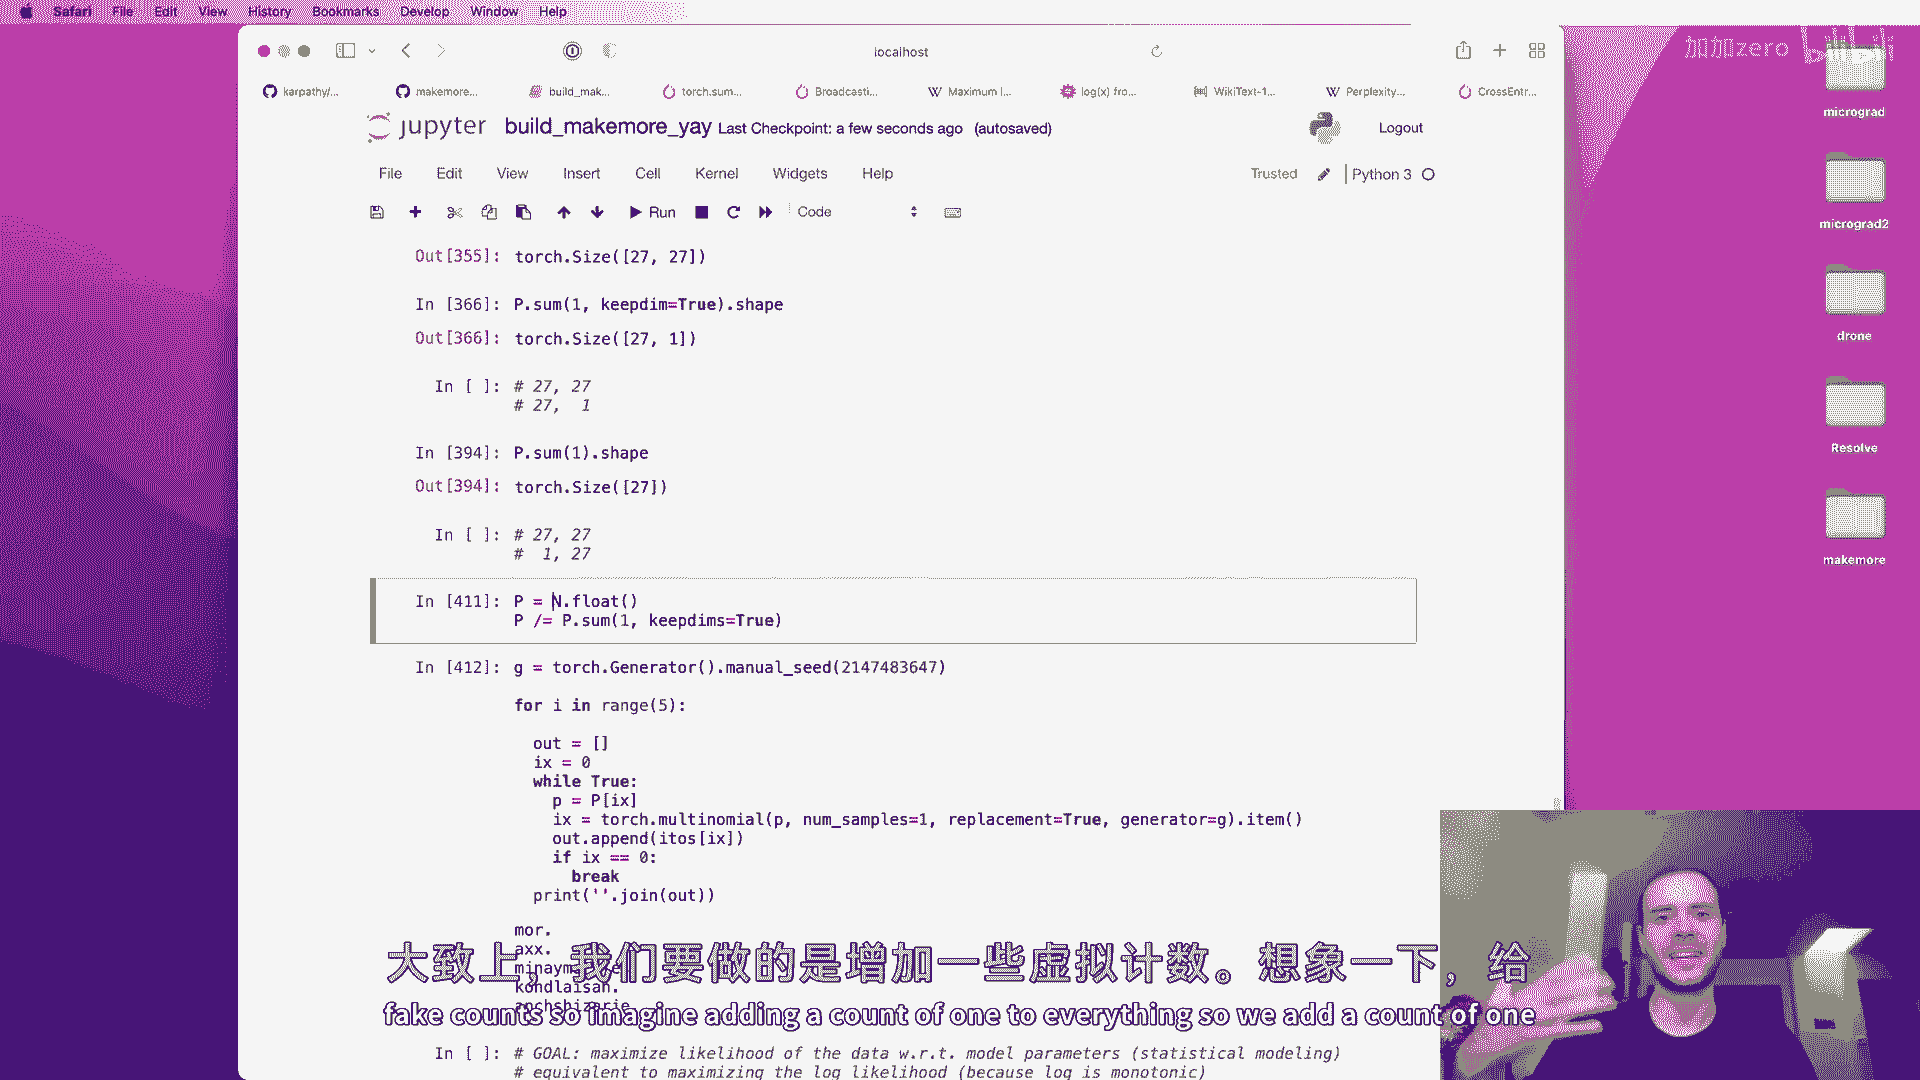 Safari File Edit View History Bookmarks Develop Window Help
加加zero bilibili
localhost
karpathy/... makemore... build_mak... torch.sum... Broadcasti... Maximum l... log(x) fro... WikiText-1... Perplexity... CrossEntr...
jupyter build_makemore_yay Last Checkpoint: a few seconds ago (autosaved) Logout
File Edit View Insert Cell Kernel Widgets Help Trusted Python 3
Run Code
Out[355]: torch.Size([27, 27])
In [366]: P.sum(1, keepdim=True).shape
Out[366]: torch.Size([27, 1])
In [ ]: # 27, 27
# 27,  1
In [394]: P.sum(1).shape
Out[394]: torch.Size([27])
In [ ]: # 27, 27
#  1, 27
In [411]: P = N.float()
P /= P.sum(1, keepdims=True)
In [412]: g = torch.Generator().manual_seed(2147483647)
for i in range(5):
out = []
ix = 0
while True:
p = P[ix]
ix = torch.multinomial(p, num_samples=1, replacement=True, generator=g).item()
out.append(itos[ix])
if ix == 0:
break
print(''.join(out))
mor.
axx.
kondlaisah.
大致上，我们要做的是增加一些虚拟计数。想象一下，给
fake counts so imagine adding a count of one to everything so we add a count of one
In [ ]: # GOAL: maximize likelihood of the data w.r.t. model parameters (statistical modeling)
# equivalent to maximizing the log likelihood (because log is monotonic)
micrograd
micrograd2
drone
Resolve
makemore